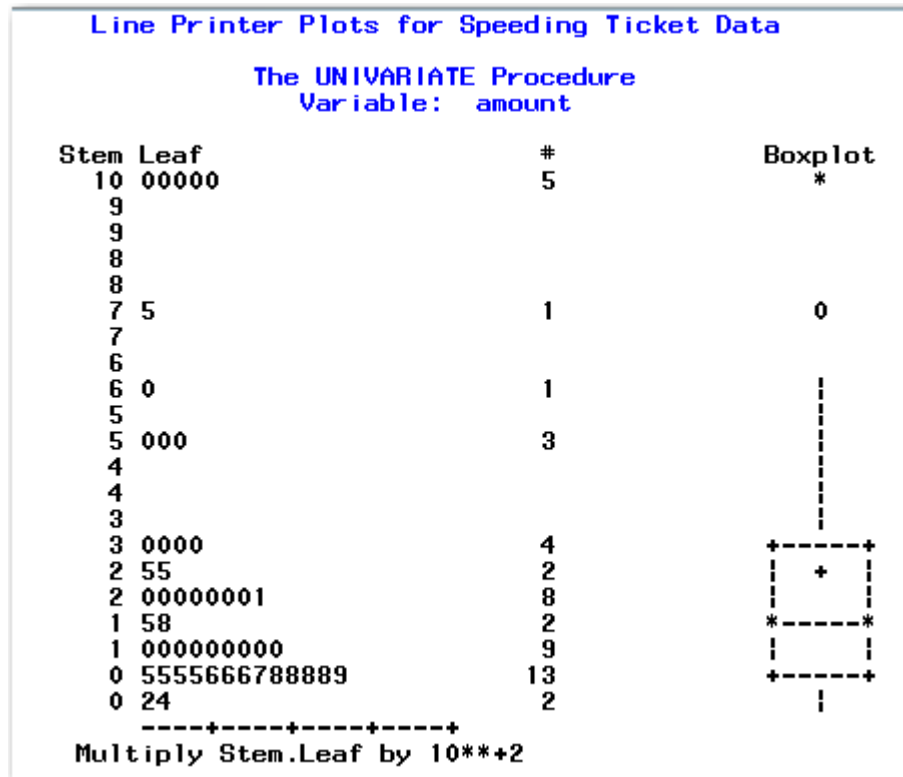 Line Printer Plots for Speeding Ticket Data
The UNIVARIATE Procedure
Variable: amount
Stem Leaf # Boxplot
10 00000 5 *
9
9
8
8
7 5 1 0
7
6
6 0 1 |
5 |
5 000 3 |
4 |
4 |
3 |
3 0000 4 +------+
2 55 2 | + |
2 00000001 8 | |
1 58 2 *------*
1 000000000 9 | |
0 5555666788889 13 +------+
0 24 2 |
----+----+----+----+
Multiply Stem.Leaf by 10**+2